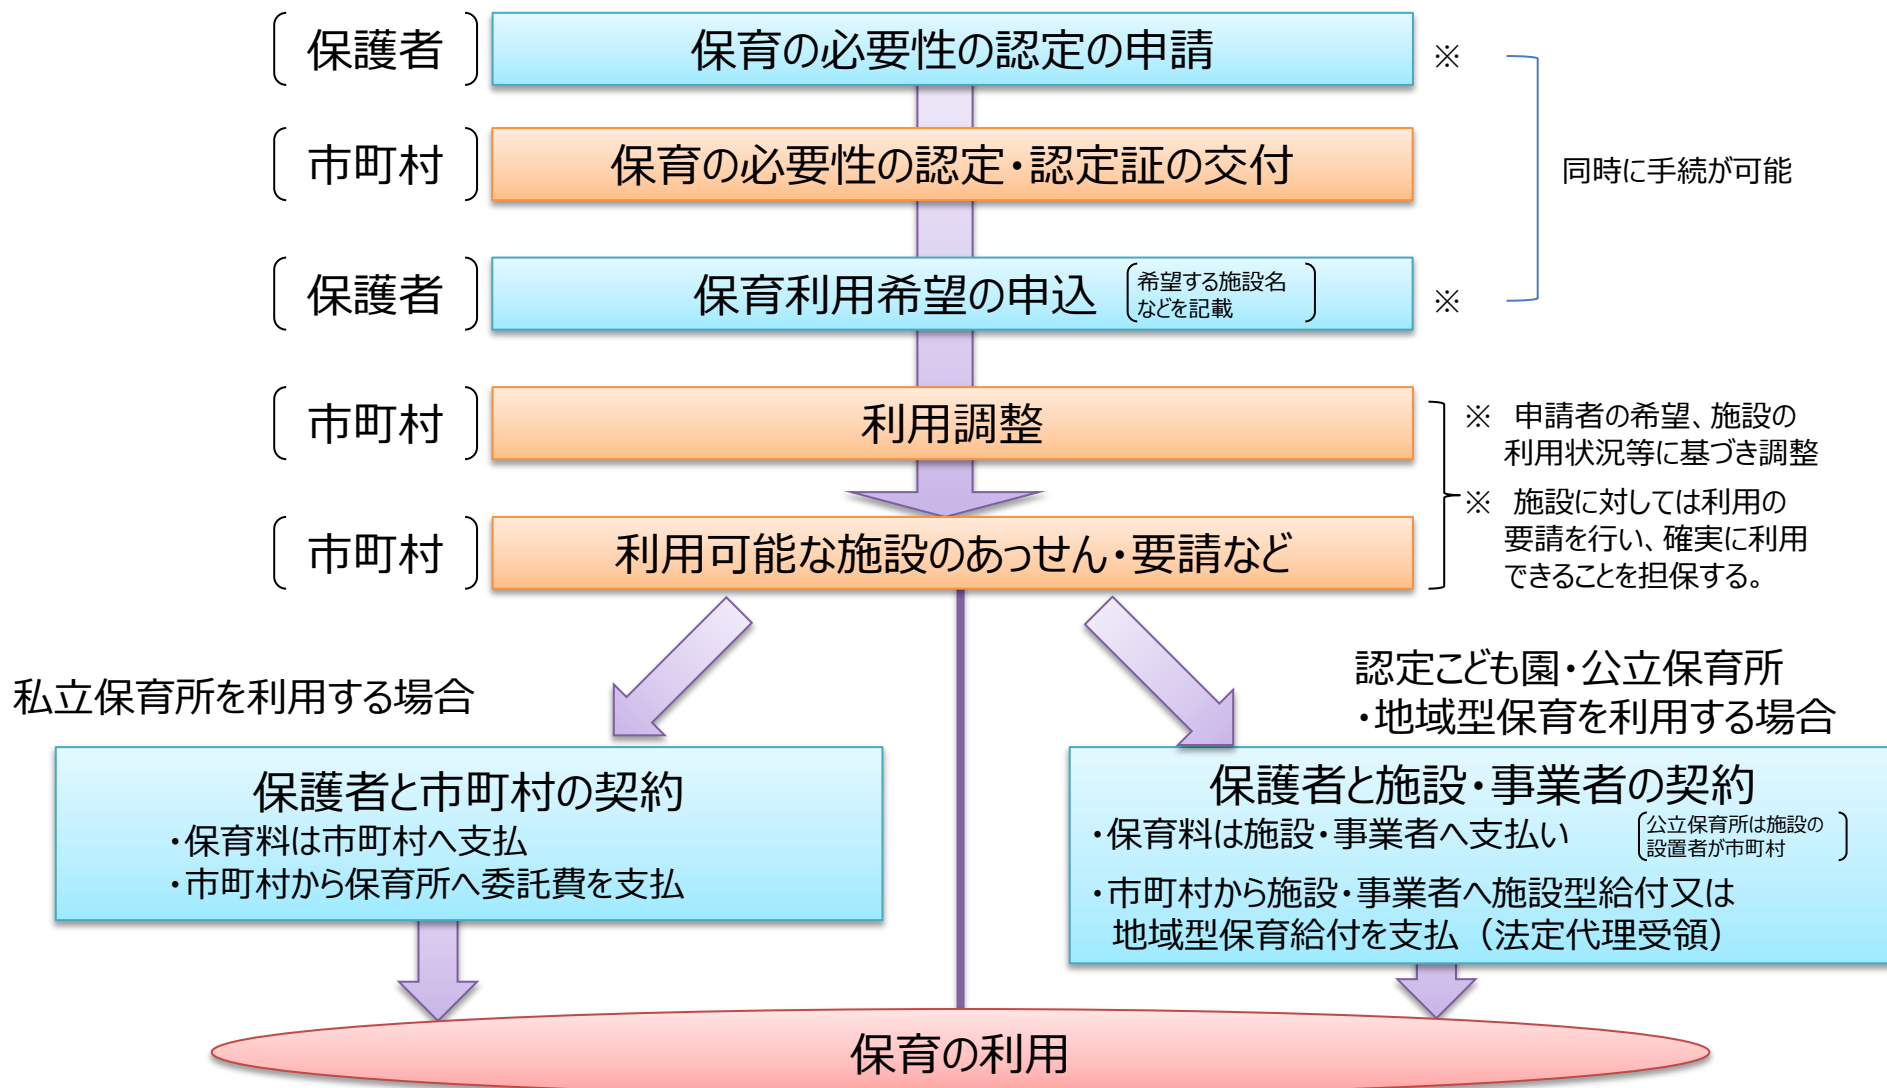 保護者
保育の必要性の認定の申請
※
市町村
保育の必要性の認定・認定証の交付
同時に手続が可能
保護者
保育利用希望の申込
希望する施設名
などを記載
※
市町村
利用調整
※ 申請者の希望、施設の
利用状況等に基づき調整
市町村
利用可能な施設のあっせん・要請など
※ 施設に対しては利用の
要請を行い、確実に利用
できることを担保する。
私立保育所を利用する場合
保護者と市町村の契約
・保育料は市町村へ支払
・市町村から保育所へ委託費を支払
認定こども園・公立保育所
・地域型保育を利用する場合
保護者と施設・事業者の契約
・保育料は施設・事業者へ支払い
公立保育所は施設の
設置者が市町村
・市町村から施設・事業者へ施設型給付又は
地域型保育給付を支払（法定代理受領）
保育の利用